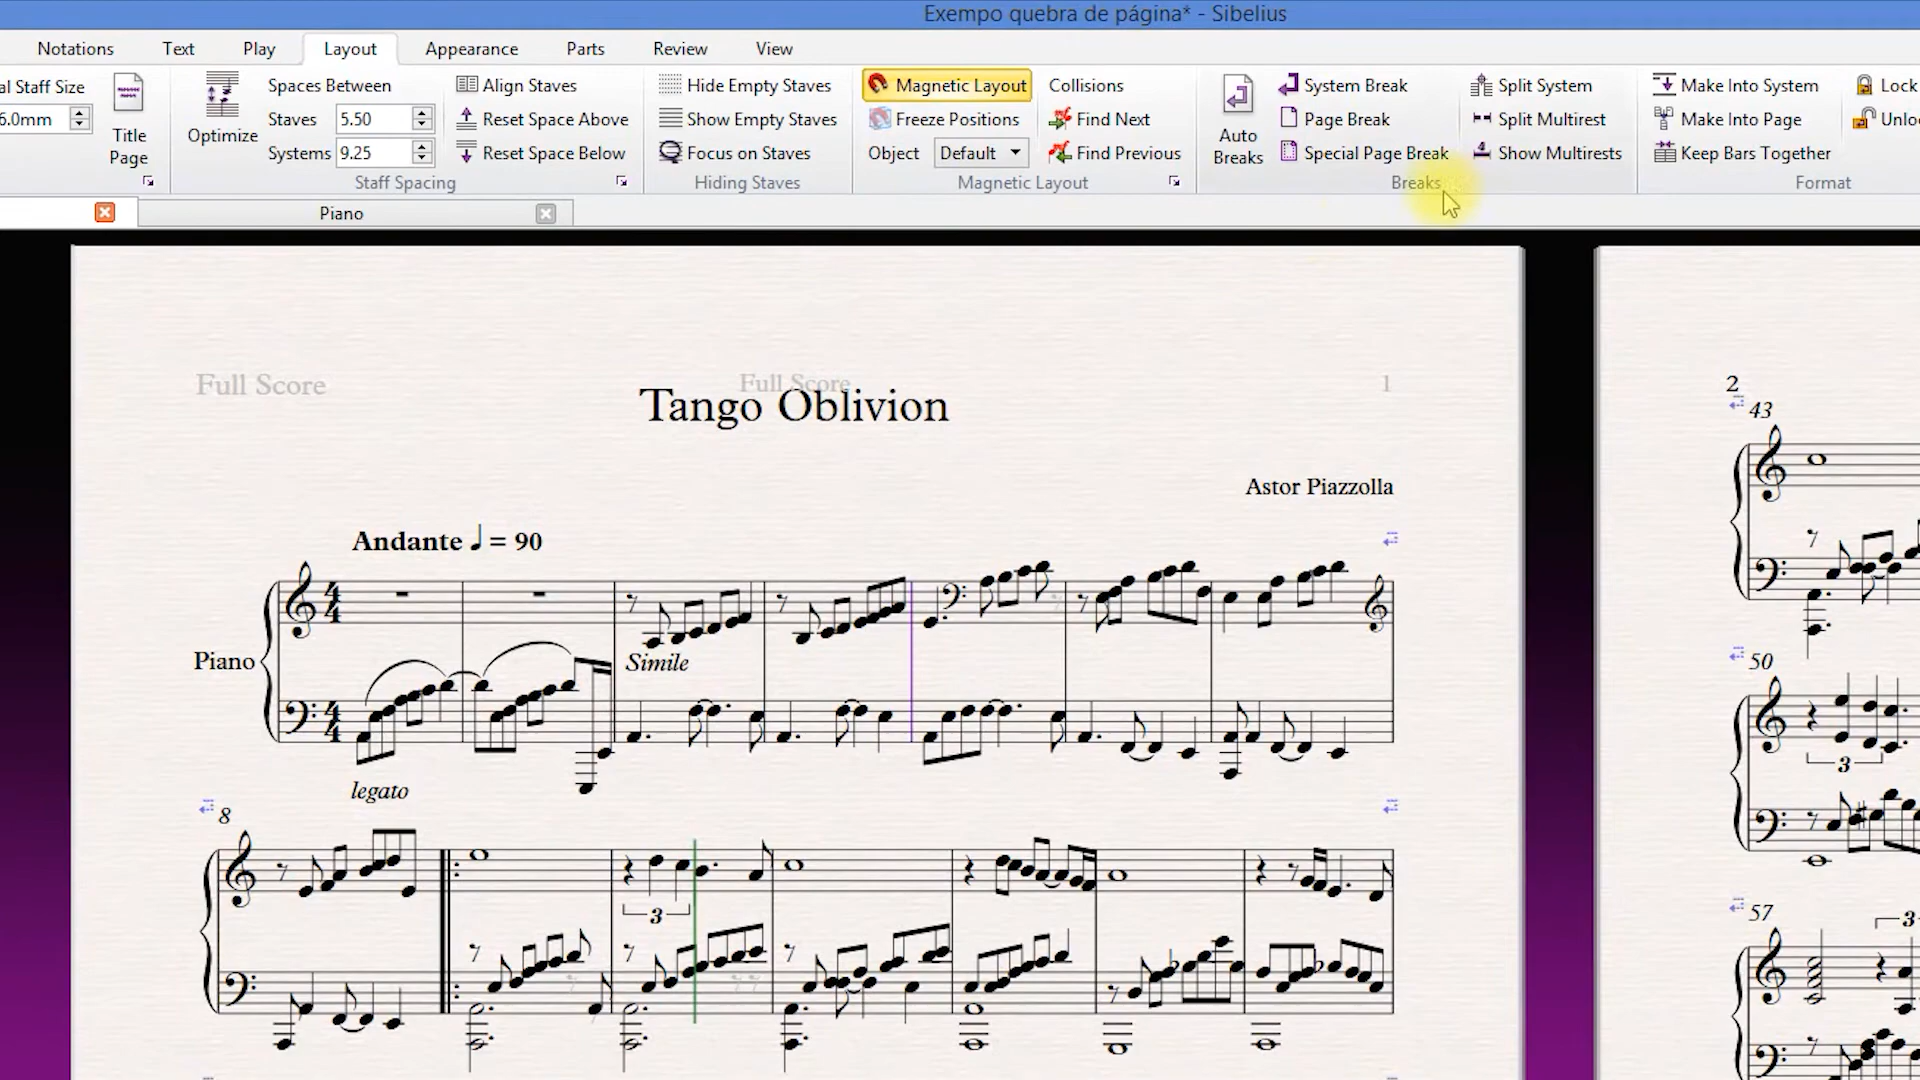 Exempo quebra de página* - Sibelius
Notations Text Play Layout Appearance Parts Review View
al Staff Size
6.0mm
Title
Page
Optimize
Spaces Between
Staves 5.50
Systems 9.25
Align Staves
Reset Space Above
Reset Space Below
Staff Spacing
Hide Empty Staves
Show Empty Staves
Focus on Staves
Hiding Staves
Magnetic Layout
Freeze Positions
Object Default
Collisions
Find Next
Find Previous
Magnetic Layout
Auto
Breaks
System Break
Page Break
Special Page Break
Split System
Split Multirest
Show Multirests
Breaks
Make Into System
Make Into Page
Keep Bars Together
Lock
Unlo
Format
Piano
Full Score
Full Score
1
Tango Oblivion
Astor Piazzolla
Andante ♩ = 90
Piano
Simile
legato
8
3
2
43
50
3
57
3